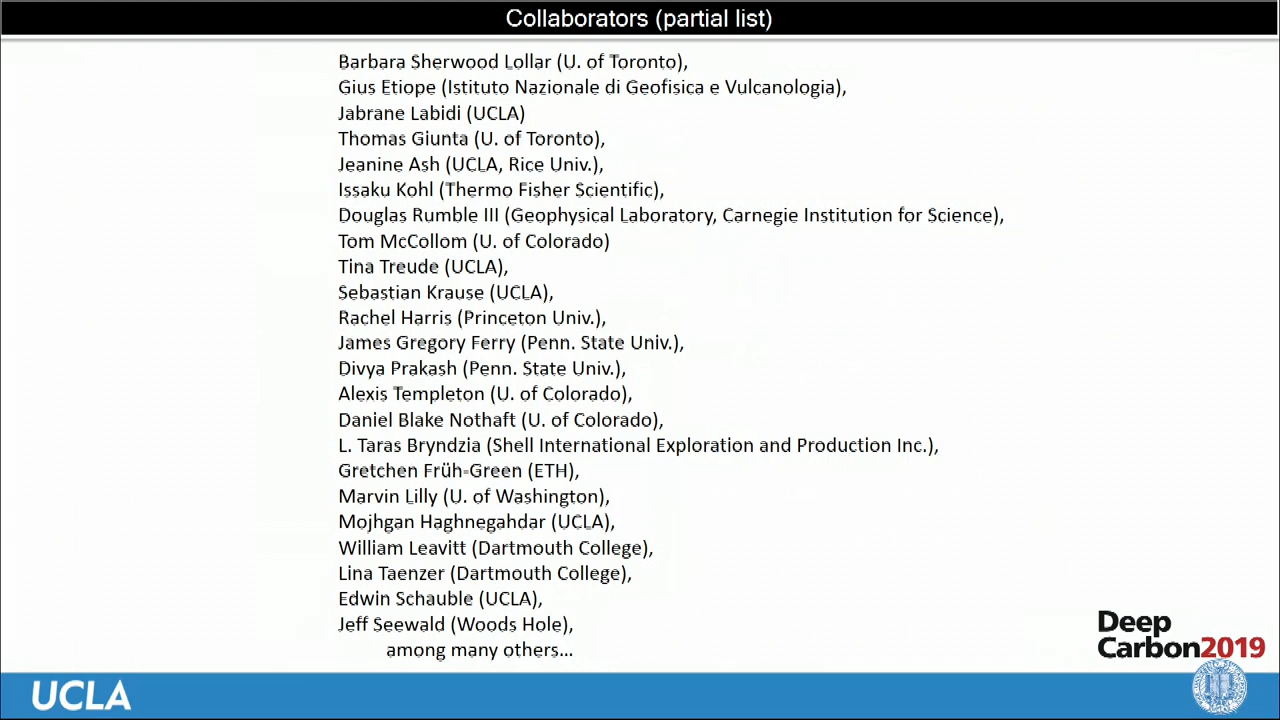 Collaborators (partial list)
Barbara Sherwood Lollar (U. of Toronto),
Gius Etiope (Istituto Nazionale di Geofisica e Vulcanologia),
Jabrane Labidi (UCLA)
Thomas Giunta (U. of Toronto),
Jeanine Ash (UCLA, Rice Univ.),
Issaku Kohl (Thermo Fisher Scientific),
Douglas Rumble III (Geophysical Laboratory, Carnegie Institution for Science),
Tom McCollom (U. of Colorado)
Tina Treude (UCLA),
Sebastian Krause (UCLA),
Rachel Harris (Princeton Univ.),
James Gregory Ferry (Penn. State Univ.),
Divya Prakash (Penn. State Univ.),
Alexis Templeton (U. of Colorado),
Daniel Blake Nothaft (U. of Colorado),
L. Taras Bryndzia (Shell International Exploration and Production Inc.),
Gretchen Früh-Green (ETH),
Marvin Lilly (U. of Washington),
Mojhgan Haghnegahdar (UCLA),
William Leavitt (Dartmouth College),
Lina Taenzer (Dartmouth College),
Edwin Schauble (UCLA),
Jeff Seewald (Woods Hole),
among many others...
Deep
Carbon2019
UCLA